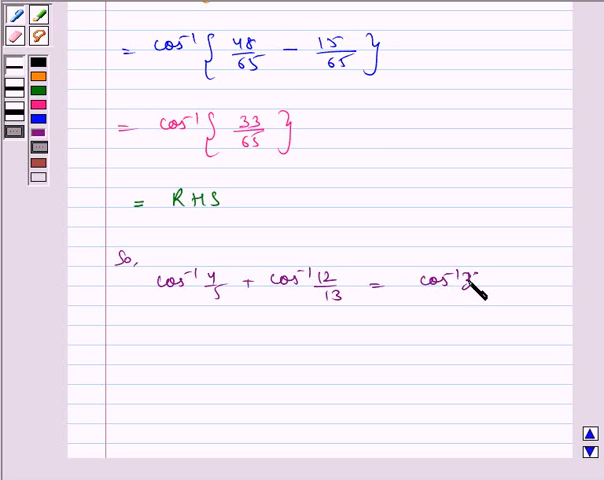 = cos⁻¹ { 48/65 − 15/65 }
= cos⁻¹ { 33/65 }
= RHS
So,
cos⁻¹ 4/5 + cos⁻¹ 12/13 = cos⁻¹ 3